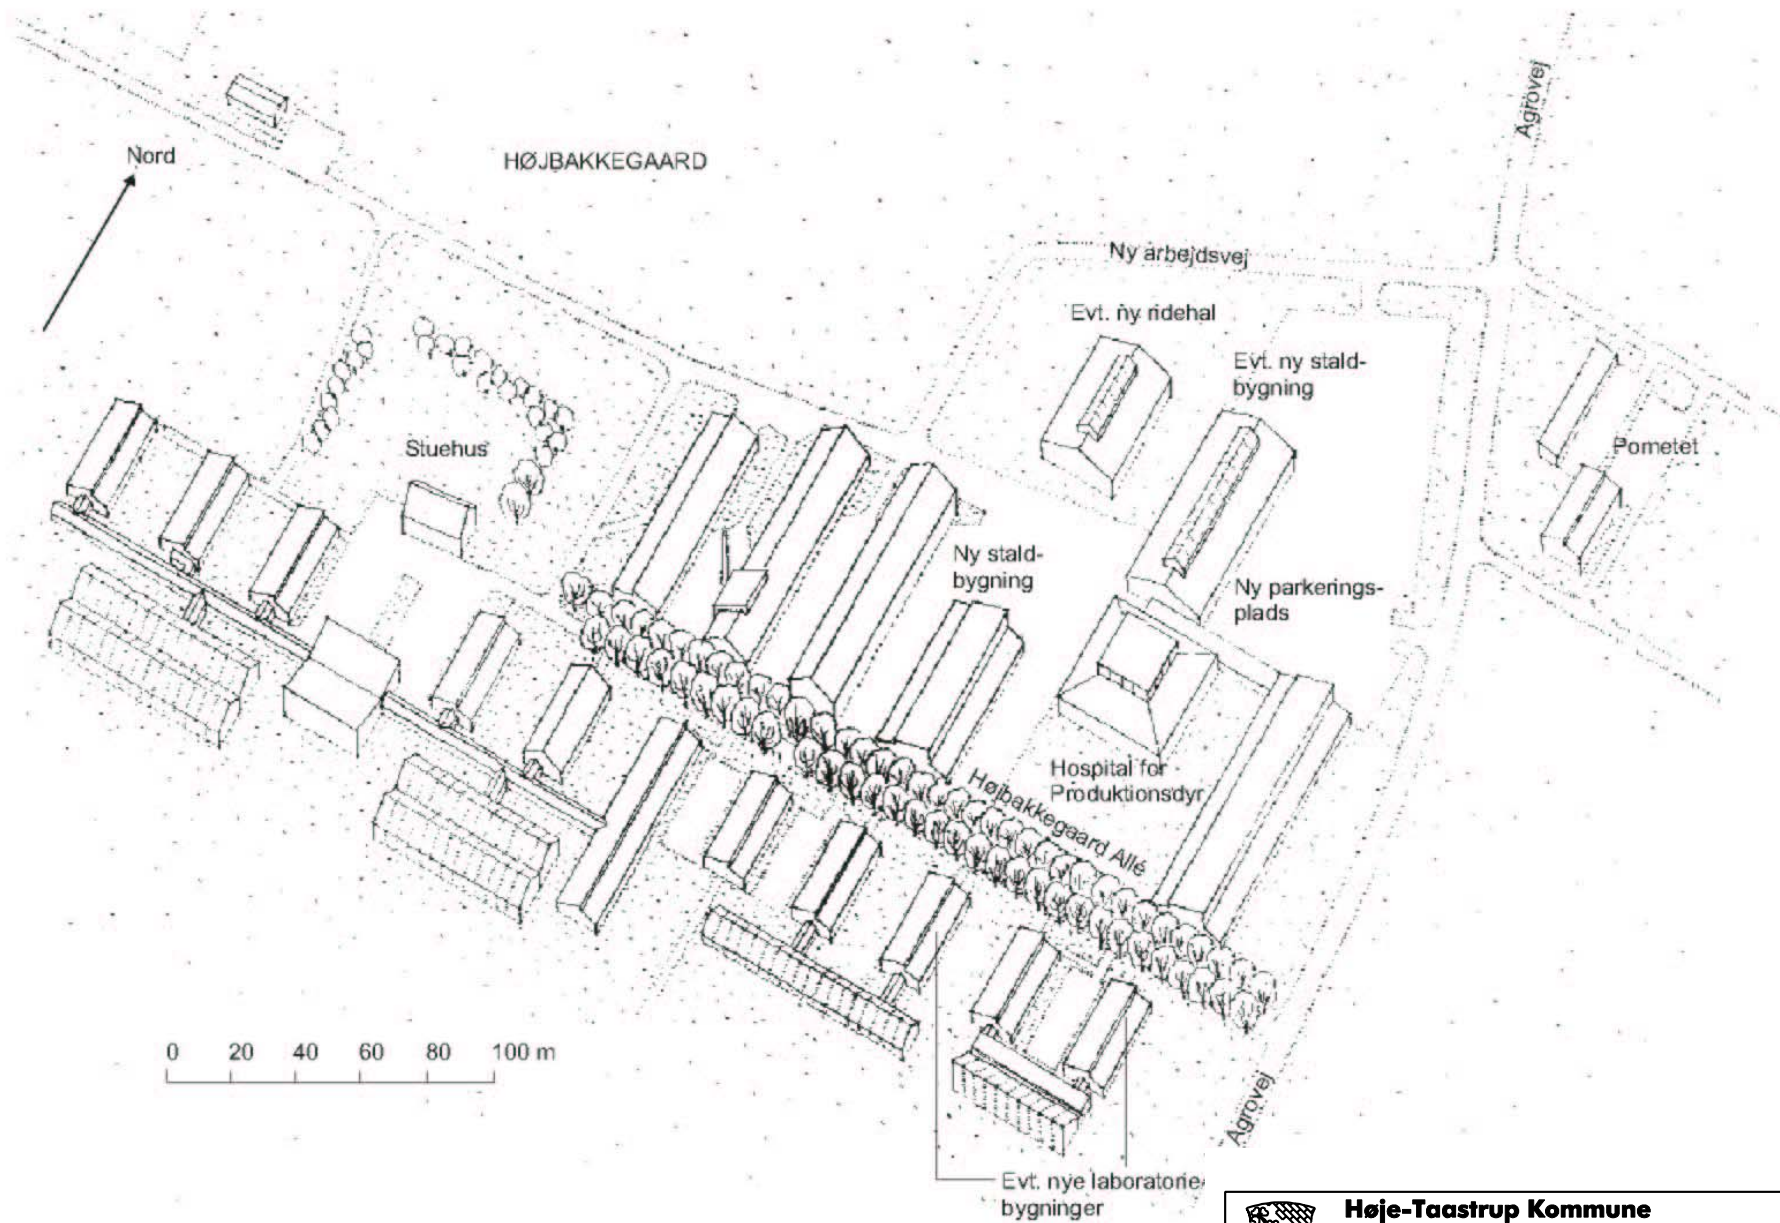 Agrovej
Nord
HØJBAKKEGAARD
Ny arbejdsvej
Evt. ny ridehal
Evt. ny stald-
bygning
Stuehus
Pometet
Ny stald-
bygning
Ny parkerings-
plads
Hospital for
Produktionsdyr
Højbakkegaard Allé
0 20 40 60 80 100 m
Agrovej
Evt. nye laboratorie-
bygninger
Høje-Taastrup Kommune